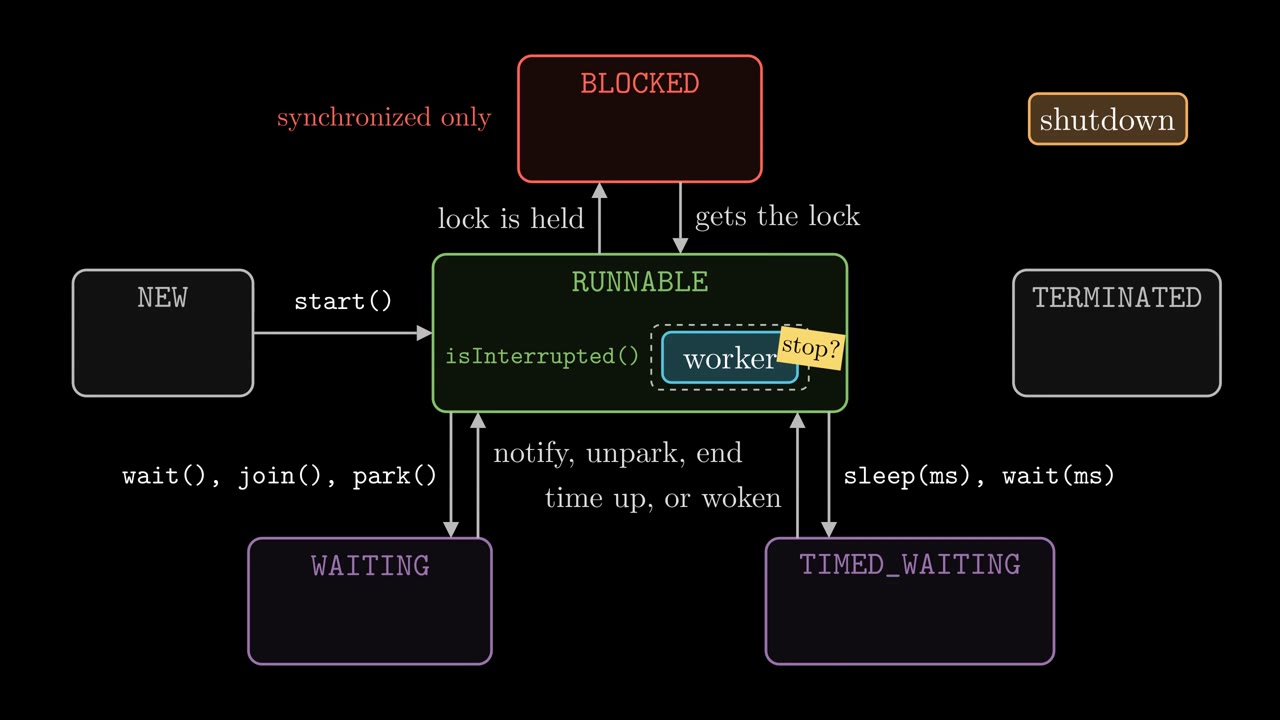 BLOCKED
synchronized only
shutdown
lock is held
gets the lock
RUNNABLE
NEW
start()
TERMINATED
isInterrupted()
worker
stop?
notify, unpark, end
wait(), join(), park()
sleep(ms), wait(ms)
time up, or woken
WAITING
TIMED_WAITING